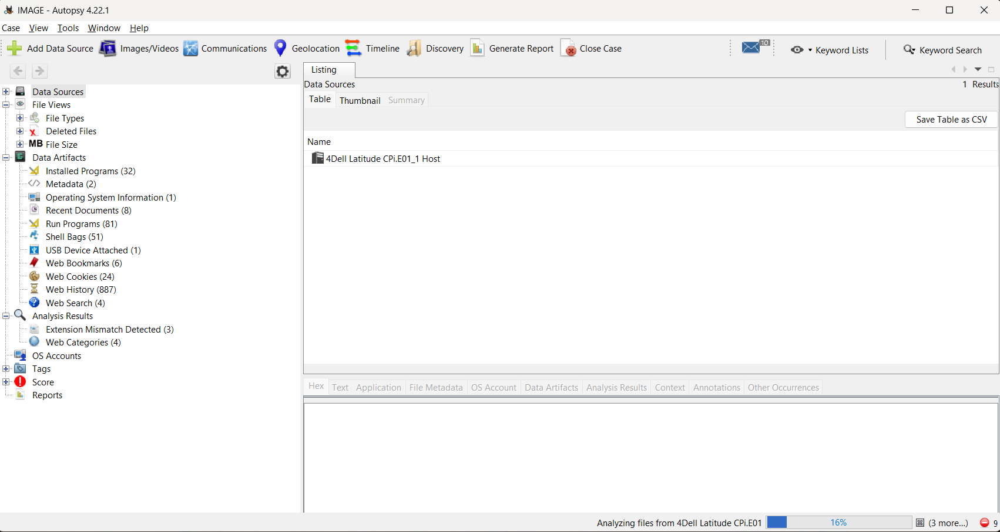 IMAGE - Autopsy 4.22.1
Case View Tools Window Help
Add Data Source Images/Videos Communications Geolocation Timeline Discovery Generate Report Close Case 10 Keyword Lists Keyword Search
Listing
Data Sources 1 Results
Table Thumbnail Summary
Save Table as CSV
Name
4Dell Latitude CPi.E01_1 Host
Data Sources
File Views
File Types
Deleted Files
MB File Size
Data Artifacts
Installed Programs (32)
Metadata (2)
Operating System Information (1)
Recent Documents (8)
Run Programs (81)
Shell Bags (51)
USB Device Attached (1)
Web Bookmarks (6)
Web Cookies (24)
Web History (887)
Web Search (4)
Analysis Results
Extension Mismatch Detected (3)
Web Categories (4)
OS Accounts
Tags
Score
Reports
Hex Text Application File Metadata OS Account Data Artifacts Analysis Results Context Annotations Other Occurrences
Analyzing files from 4Dell Latitude CPi.E01 16% (3 more...) 9